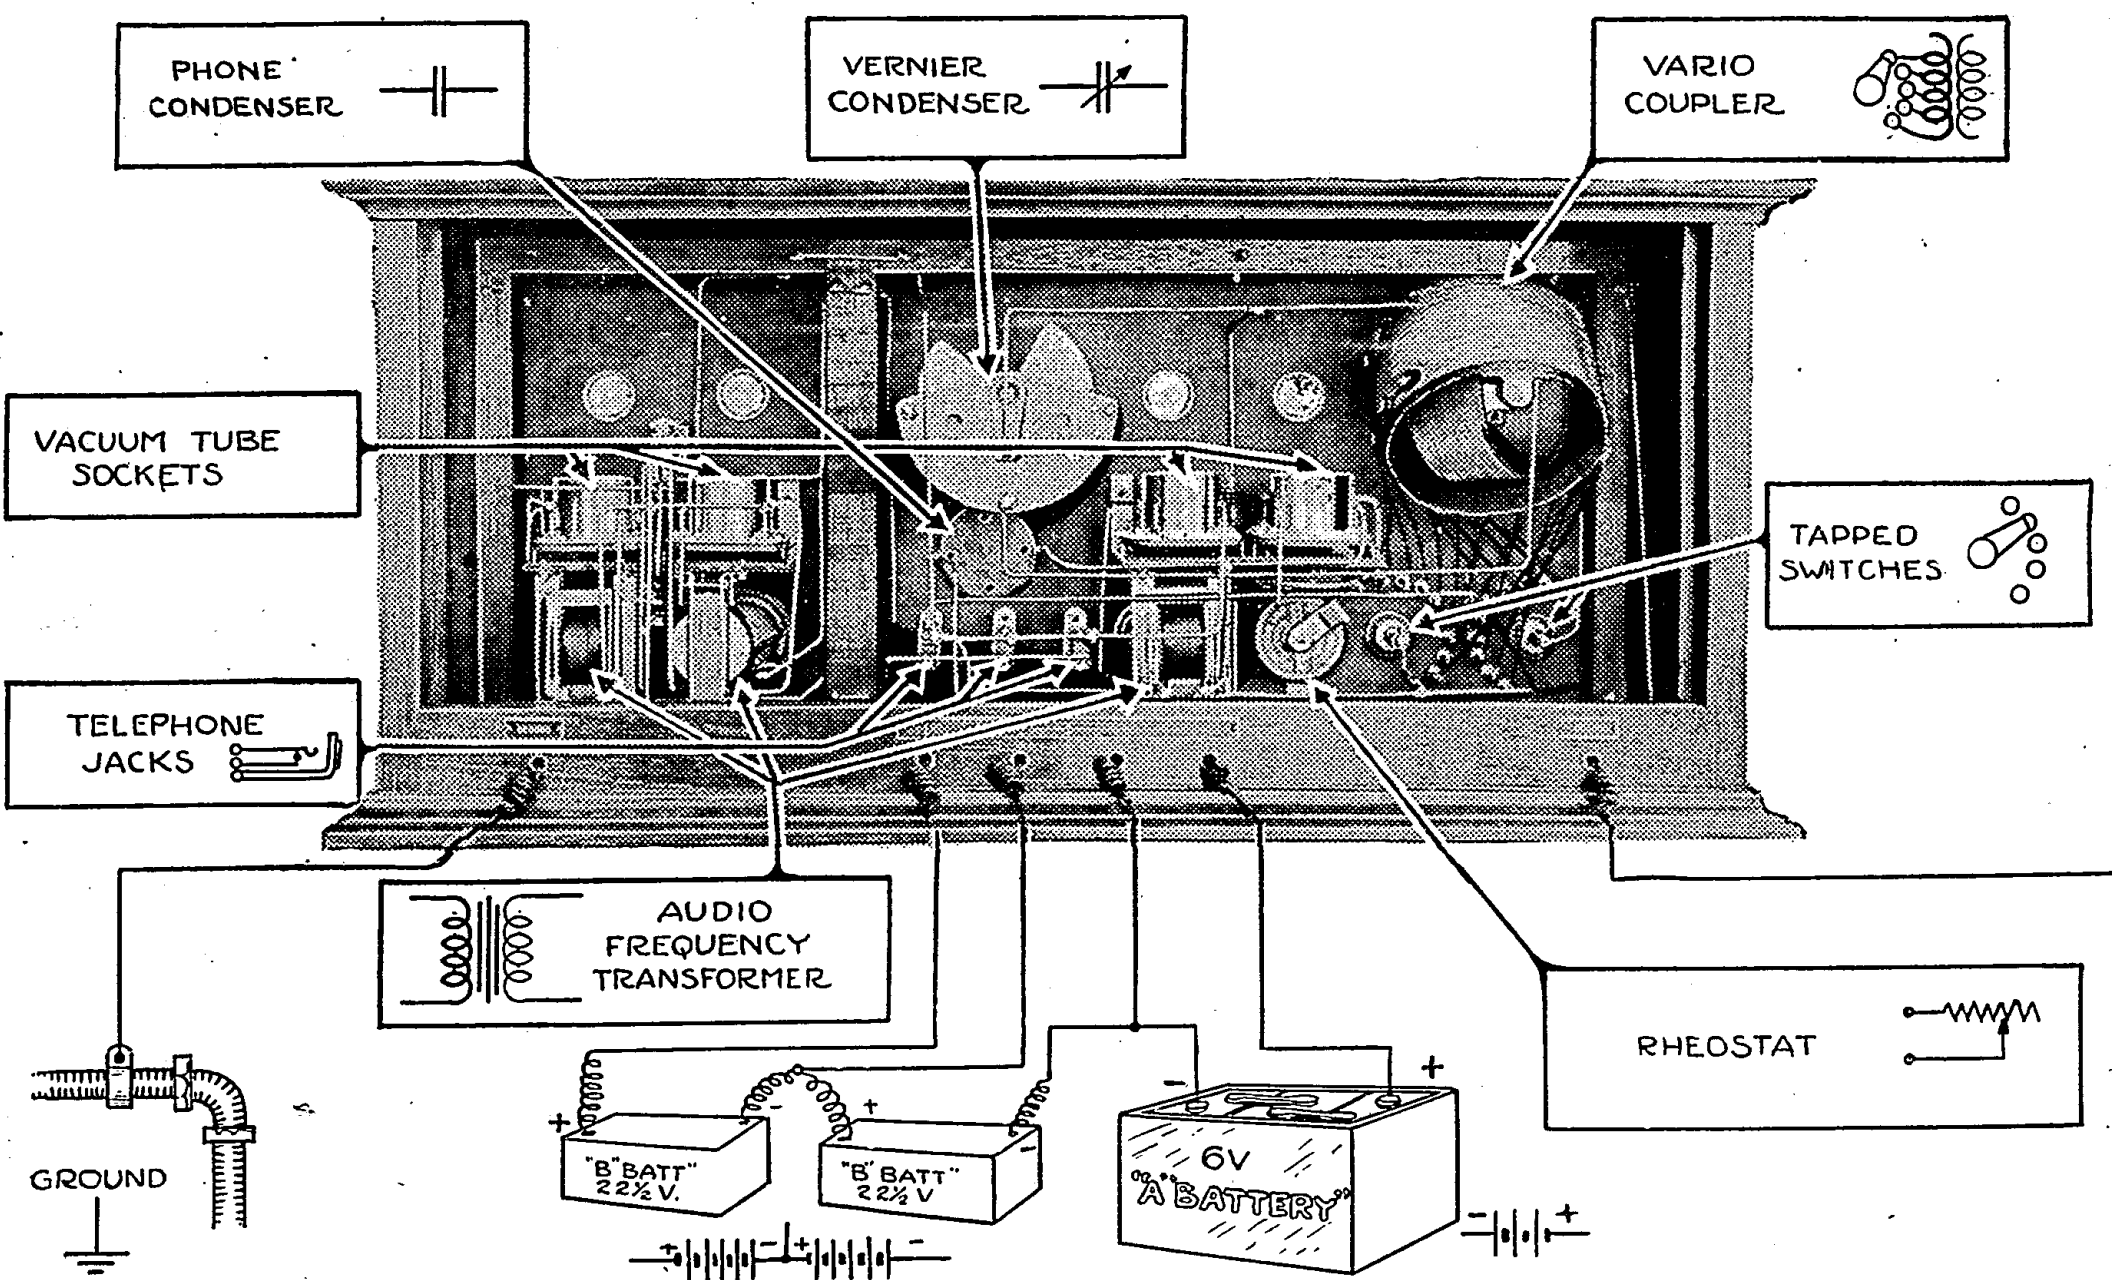 PHONE
CONDENSER
VERNIER
CONDENSER
VARIO
COUPLER
VACUUM TUBE
SOCKETS
TAPPED
SWITCHES
TELEPHONE
JACKS
AUDIO
FREQUENCY
TRANSFORMER
RHEOSTAT
GROUND
+
-
"B" BATT"
22½ V.
+
-
"B" BATT"
22½ V
-
+
6V
"A" BATTERY"
+ - + -
- +